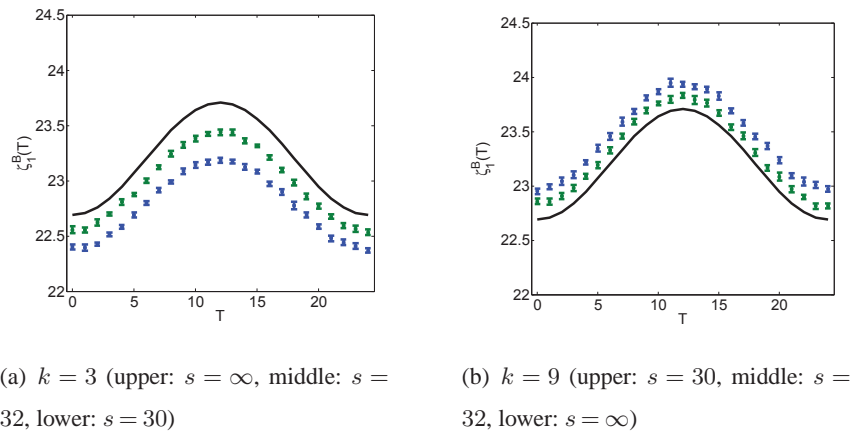 24.5
24
23.5
23
22.5
22
0
5
10
15
20
T
ζ₁ᴮ(T)
24.5
24
23.5
23
22.5
22
0
5
10
15
20
T
ζ₁ᴮ(T)
(a) k = 3 (upper: s = ∞, middle: s =
32, lower: s = 30)
(b) k = 9 (upper: s = 30, middle: s =
32, lower: s = ∞)